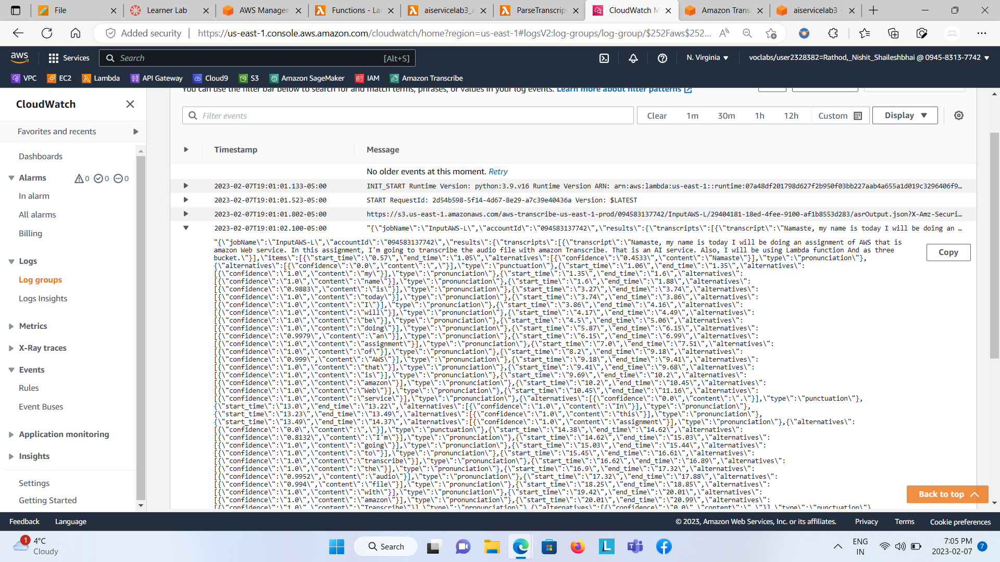 File
Learner Lab
AWS Managem
Functions - La
aiservicelab3_a
ParseTranscrip
CloudWatch M
Amazon Trans
aiservicelab3 -
Added security
https://us-east-1.console.aws.amazon.com/cloudwatch/home?region=us-east-1#logsV2:log-groups/log-group/$252Faws$252...
aws
Services
Search
[Alt+S]
N. Virginia
voclabs/user2328382=Rathod,_Nishit_Shaileshbhai @ 0945-8313-7742
VPC
EC2
Lambda
API Gateway
Cloud9
S3
Amazon SageMaker
IAM
Amazon Transcribe
CloudWatch
Favorites and recents
Dashboards
Alarms
0
0
0
In alarm
All alarms
Billing
Logs
Log groups
Logs Insights
Metrics
X-Ray traces
Events
Rules
Event Buses
Application monitoring
Insights
Settings
Getting Started
You can use the filter bar below to search for and match terms, phrases, or values in your log events. Learn more about filter patterns
Filter events
Clear
1m
30m
1h
12h
Custom
Display
Timestamp
Message
No older events at this moment. Retry
2023-02-07T19:01:01.133-05:00 INIT_START Runtime Version: python:3.9.v16 Runtime Version ARN: arn:aws:lambda:us-east-1::runtime:07a48df201798d627f2b950f03bb227aab4a655a1d019c3296406f9…
2023-02-07T19:01:01.523-05:00 START RequestId: 2d54b598-5f14-4d67-8e29-a7c39e40436a Version: $LATEST
2023-02-07T19:01:01.802-05:00 https://s3.us-east-1.amazonaws.com/aws-transcribe-us-east-1-prod/094583137742/InputAWS-L/29404181-18ed-4fee-9100-af1b8553d283/asrOutput.json?X-Amz-Securi…
2023-02-07T19:01:02.100-05:00 "{\"jobName\":\"InputAWS-L\",\"accountId\":\"094583137742\",\"results\":{\"transcripts\":[{\"transcript\":\"Namaste, my name is today I will be doing an …
"{\"jobName\":\"InputAWS-L\",\"accountId\":\"094583137742\",\"results\":{\"transcripts\":[{\"transcript\":\"Namaste, my name is today I will be doing an assignment of AWS that is
amazon Web service. In this assignment, I'm going to transcribe the audio file with amazon Transcribe. That is an AI service. Also, I will be using Lambda function And as three
bucket.\"}],\"items\":[{\"start_time\":\"0.57\",\"end_time\":\"1.05\",\"alternatives\":[{\"confidence\":\"0.4533\",\"content\":\"Namaste\"}],\"type\":\"pronunciation\"},
{\"alternatives\":[{\"confidence\":\"0.0\",\"content\":\",\"}],\"type\":\"punctuation\"},{\"start_time\":\"1.06\",\"end_time\":\"1.35\",\"alternatives\":
[{\"confidence\":\"1.0\",\"content\":\"my\"}],\"type\":\"pronunciation\"},{\"start_time\":\"1.35\",\"end_time\":\"1.6\",\"alternatives\":
[{\"confidence\":\"1.0\",\"content\":\"name\"}],\"type\":\"pronunciation\"},{\"start_time\":\"1.6\",\"end_time\":\"1.88\",\"alternatives\":
[{\"confidence\":\"0.9883\",\"content\":\"is\"}],\"type\":\"pronunciation\"},{\"start_time\":\"3.27\",\"end_time\":\"3.74\",\"alternatives\":
[{\"confidence\":\"1.0\",\"content\":\"today\"}],\"type\":\"pronunciation\"},{\"start_time\":\"3.74\",\"end_time\":\"3.86\",\"alternatives\":
[{\"confidence\":\"1.0\",\"content\":\"I\"}],\"type\":\"pronunciation\"},{\"start_time\":\"3.86\",\"end_time\":\"4.16\",\"alternatives\":
[{\"confidence\":\"1.0\",\"content\":\"will\"}],\"type\":\"pronunciation\"},{\"start_time\":\"4.17\",\"end_time\":\"4.49\",\"alternatives\":
[{\"confidence\":\"1.0\",\"content\":\"be\"}],\"type\":\"pronunciation\"},{\"start_time\":\"4.5\",\"end_time\":\"5.06\",\"alternatives\":
[{\"confidence\":\"1.0\",\"content\":\"doing\"}],\"type\":\"pronunciation\"},{\"start_time\":\"5.87\",\"end_time\":\"6.15\",\"alternatives\":
[{\"confidence\":\"0.9979\",\"content\":\"an\"}],\"type\":\"pronunciation\"},{\"start_time\":\"6.15\",\"end_time\":\"6.99\",\"alternatives\":
[{\"confidence\":\"1.0\",\"content\":\"assignment\"}],\"type\":\"pronunciation\"},{\"start_time\":\"7.0\",\"end_time\":\"7.51\",\"alternatives\":
[{\"confidence\":\"1.0\",\"content\":\"of\"}],\"type\":\"pronunciation\"},{\"start_time\":\"8.2\",\"end_time\":\"9.18\",\"alternatives\":
[{\"confidence\":\"0.999\",\"content\":\"AWS\"}],\"type\":\"pronunciation\"},{\"start_time\":\"9.18\",\"end_time\":\"9.41\",\"alternatives\":
[{\"confidence\":\"1.0\",\"content\":\"that\"}],\"type\":\"pronunciation\"},{\"start_time\":\"9.41\",\"end_time\":\"9.68\",\"alternatives\":
[{\"confidence\":\"1.0\",\"content\":\"is\"}],\"type\":\"pronunciation\"},{\"start_time\":\"9.69\",\"end_time\":\"10.2\",\"alternatives\":
[{\"confidence\":\"1.0\",\"content\":\"amazon\"}],\"type\":\"pronunciation\"},{\"start_time\":\"10.2\",\"end_time\":\"10.45\",\"alternatives\":
[{\"confidence\":\"1.0\",\"content\":\"Web\"}],\"type\":\"pronunciation\"},{\"start_time\":\"10.45\",\"end_time\":\"11.16\",\"alternatives\":
[{\"confidence\":\"1.0\",\"content\":\"service\"}],\"type\":\"pronunciation\"},{\"alternatives\":[{\"confidence\":\"0.0\",\"content\":\".\"}],\"type\":\"punctuation\"},
{\"start_time\":\"13.0\",\"end_time\":\"13.22\",\"alternatives\":[{\"confidence\":\"1.0\",\"content\":\"In\"}],\"type\":\"pronunciation\"},
{\"start_time\":\"13.23\",\"end_time\":\"13.49\",\"alternatives\":[{\"confidence\":\"1.0\",\"content\":\"this\"}],\"type\":\"pronunciation\"},
{\"start_time\":\"13.49\",\"end_time\":\"14.37\",\"alternatives\":[{\"confidence\":\"1.0\",\"content\":\"assignment\"}],\"type\":\"pronunciation\"},{\"alternatives\":
[{\"confidence\":\"0.0\",\"content\":\",\"}],\"type\":\"punctuation\"},{\"start_time\":\"14.38\",\"end_time\":\"14.62\",\"alternatives\":
[{\"confidence\":\"0.8132\",\"content\":\"I'm\"}],\"type\":\"pronunciation\"},{\"start_time\":\"14.62\",\"end_time\":\"15.03\",\"alternatives\":
[{\"confidence\":\"1.0\",\"content\":\"going\"}],\"type\":\"pronunciation\"},{\"start_time\":\"15.03\",\"end_time\":\"15.44\",\"alternatives\":
[{\"confidence\":\"1.0\",\"content\":\"to\"}],\"type\":\"pronunciation\"},{\"start_time\":\"15.45\",\"end_time\":\"16.61\",\"alternatives\":
[{\"confidence\":\"1.0\",\"content\":\"transcribe\"}],\"type\":\"pronunciation\"},{\"start_time\":\"16.62\",\"end_time\":\"16.89\",\"alternatives\":
[{\"confidence\":\"1.0\",\"content\":\"the\"}],\"type\":\"pronunciation\"},{\"start_time\":\"16.9\",\"end_time\":\"17.32\",\"alternatives\":
[{\"confidence\":\"0.9952\",\"content\":\"audio\"}],\"type\":\"pronunciation\"},{\"start_time\":\"17.32\",\"end_time\":\"17.88\",\"alternatives\":
[{\"confidence\":\"0.994\",\"content\":\"file\"}],\"type\":\"pronunciation\"},{\"start_time\":\"18.25\",\"end_time\":\"18.85\",\"alternatives\":
[{\"confidence\":\"1.0\",\"content\":\"with\"}],\"type\":\"pronunciation\"},{\"start_time\":\"19.42\",\"end_time\":\"20.01\",\"alternatives\":
[{\"confidence\":\"1.0\",\"content\":\"amazon\"}],\"type\":\"pronunciation\"},{\"start_time\":\"20.01\",\"end_time\":\"20.99\",\"alternatives\":
[{\"confidence\":\"1.0\",\"content\":\"Transcribe\"}],\"type\":\"pronunciation\"},{\"alternatives\":[{\"confidence\":\"0.0\",\"content\":\".\"}],\"type\":\"punctuation\"},
Copy
Back to top
Feedback
Language
© 2023, Amazon Web Services, Inc. or its affiliates.
Privacy
Terms
Cookie preferences
1
4°C
Cloudy
Search
ENG
IN
7:05 PM
2023-02-07
7